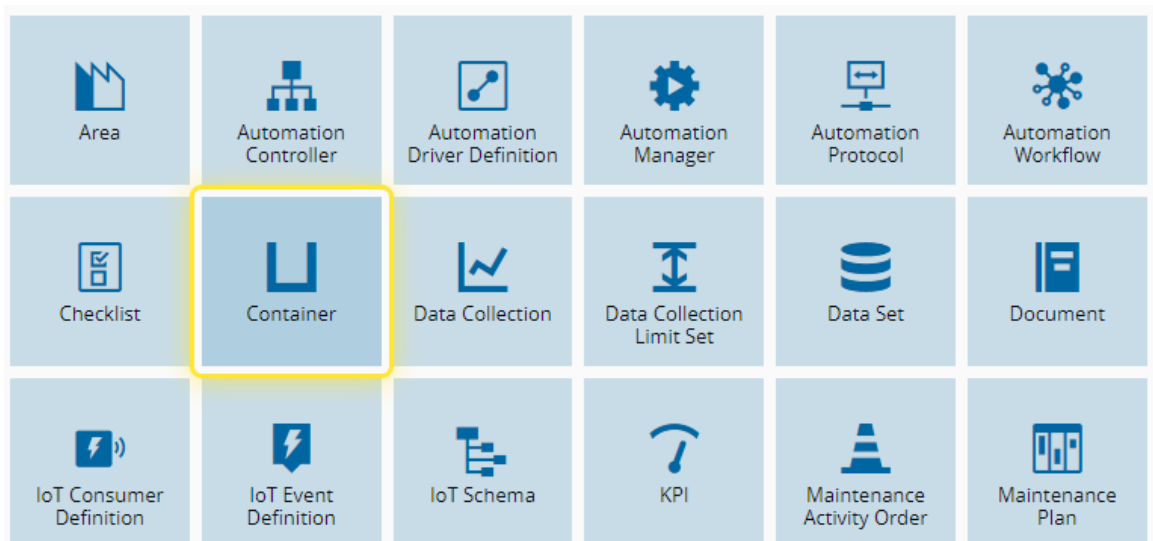 Area
Automation
Controller
Automation
Driver Definition
Automation
Manager
Automation
Protocol
Automation
Workflow
Checklist
Container
Data Collection
Data Collection
Limit Set
Data Set
Document
IoT Consumer
Definition
IoT Event
Definition
IoT Schema
KPI
Maintenance
Activity Order
Maintenance
Plan